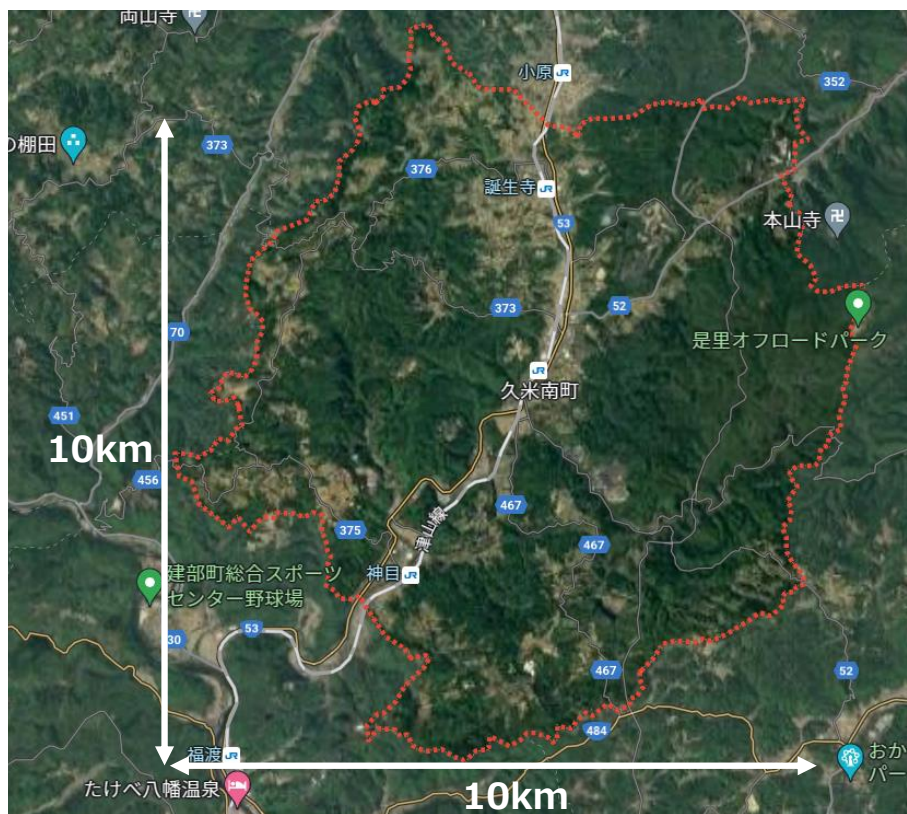 両山寺
小原
352
の棚田
373
376
誕生寺
53
本山寺
373
52
70
是里オフロードパーク
久米南町
451
10km
456
467
375
津山線
467
神目
建部町総合スポーツ
センター野球場
53
30
467
52
484
福渡
おか
パー
たけべ八幡温泉
10km